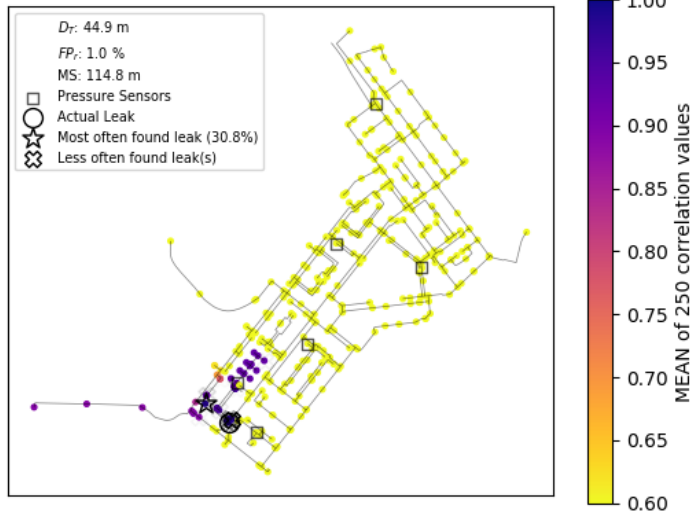 D_T: 44.9 m
FP_r: 1.0 %
MS: 114.8 m
Pressure Sensors
Actual Leak
Most often found leak (30.8%)
Less often found leak(s)
1.00
0.95
0.90
0.85
0.80
0.75
0.70
0.65
0.60
MEAN of 250 correlation values